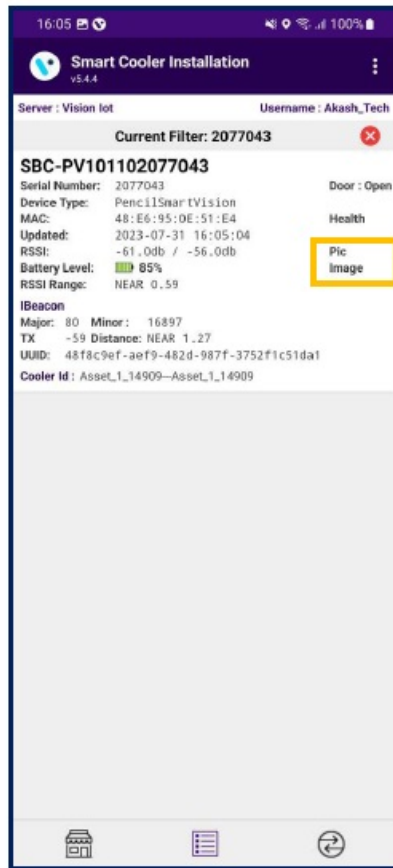 16:05 100%
Smart Cooler Installation
v5.4.4
Server : Vision Iot Username : Akash_Tech
Current Filter: 2077043
SBC-PV101102077043
Serial Number: 2077043 Door : Open
Device Type: PencilSmartVision
MAC: 48:E6:95:DE:51:E4 Health
Updated: 2023-07-31 16:05:04
RSSI: -61.0db / -56.0db Pic
Battery Level: 85% Image
RSSI Range: NEAR 0.59
IBeacon
Major: 80 Minor: 16897
TX -59 Distance: NEAR 1.27
UUID: 48f8c9ef-aef9-482d-987f-3752f1c51da1
Cooler Id : Asset_1_14909—Asset_1_14909